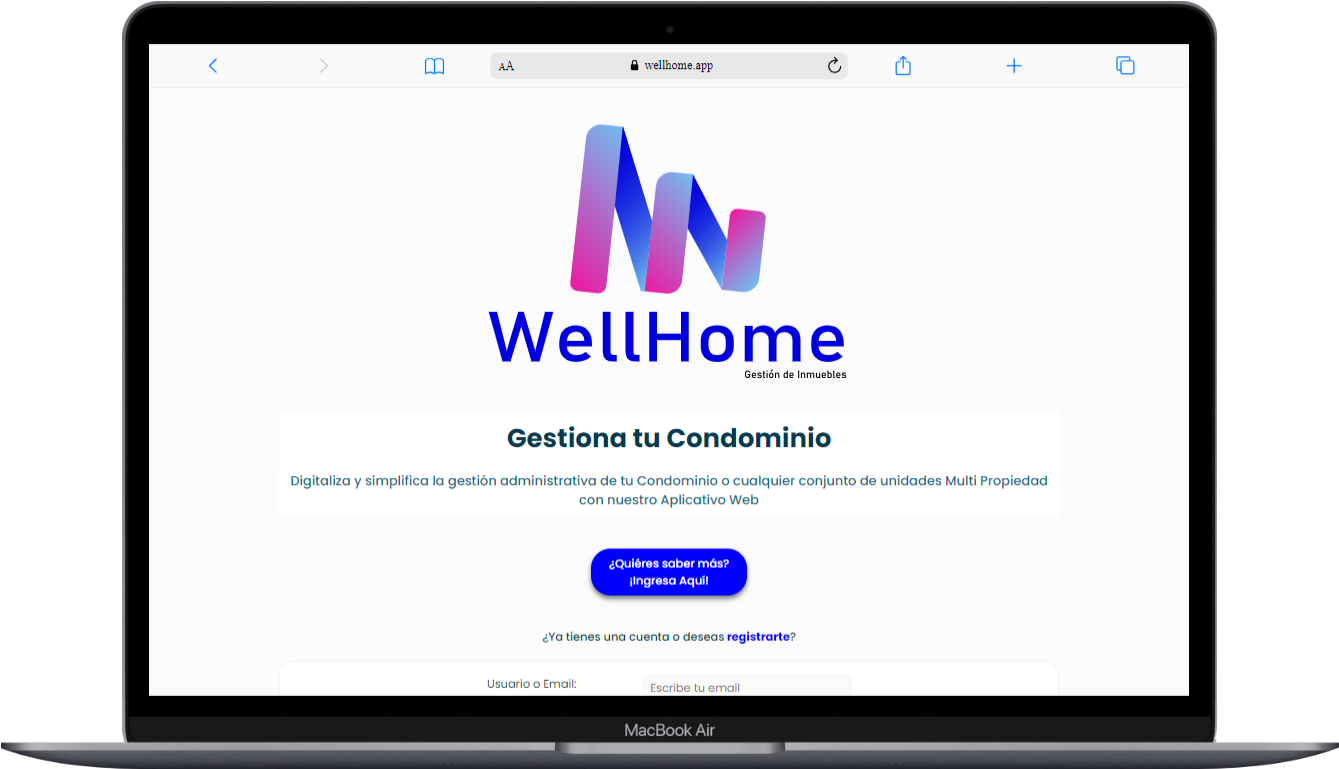 AA
wellhome.app
WellHome
Gestión de Inmuebles
Gestiona tu Condominio
Digitaliza y simplifica la gestión administrativa de tu Condominio o cualquier conjunto de unidades Multi Propiedad
con nuestro Aplicativo Web
¿Quiéres saber más?
¡Ingresa Aquí!
¿Ya tienes una cuenta o deseas registrarte?
Usuario o Email:
Escribe tu email
MacBook Air